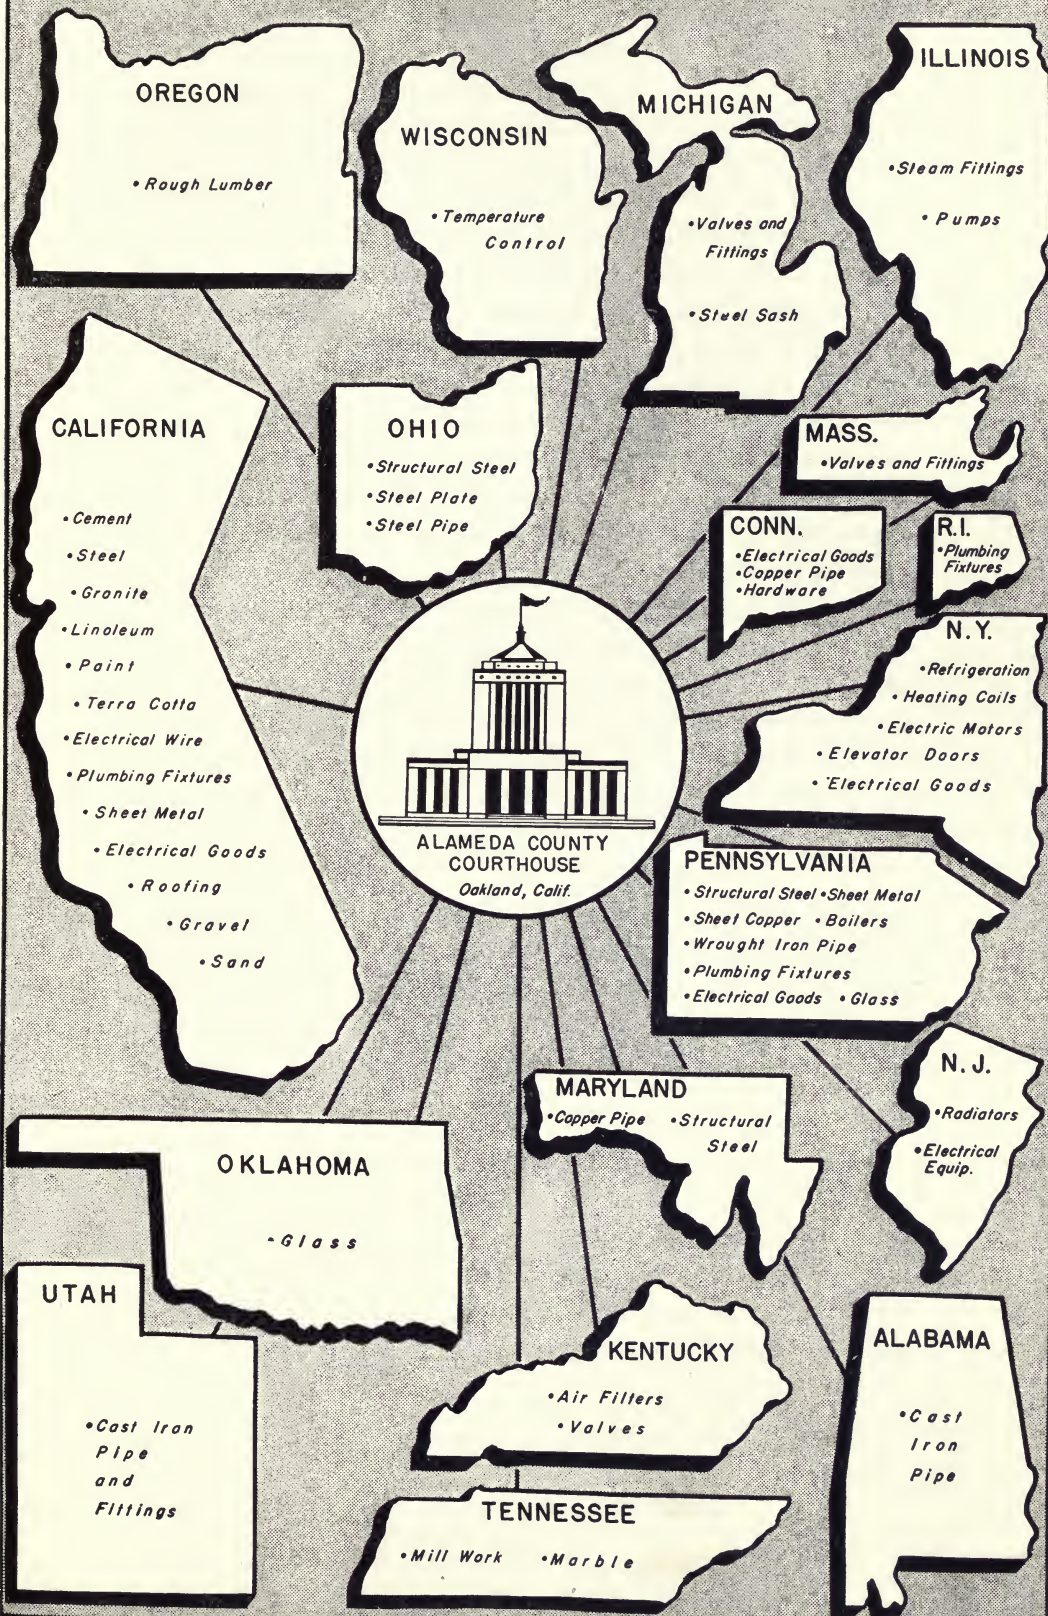 OREGON
• Rough Lumber
WISCONSIN
• Temperature
Control
MICHIGAN
• Valves and
Fittings
• Steel Sash
ILLINOIS
• Steam Fittings
• Pumps
CALIFORNIA
• Cement
• Steel
• Granite
• Linoleum
• Paint
• Terra Cotta
• Electrical Wire
• Plumbing Fixtures
• Sheet Metal
• Electrical Goods
• Roofing
• Gravel
• Sand
OHIO
• Structural Steel
• Steel Plate
• Steel Pipe
MASS.
• Valves and Fittings
CONN.
• Electrical Goods
• Copper Pipe
• Hardware
R.I.
• Plumbing
Fixtures
N.Y.
• Refrigeration
• Heating Coils
• Electric Motors
• Elevator Doors
• Electrical Goods
ALAMEDA COUNTY
COURTHOUSE
Oakland, Calif.
PENNSYLVANIA
• Structural Steel • Sheet Metal
• Sheet Copper • Boilers
• Wrought Iron Pipe
• Plumbing Fixtures
• Electrical Goods • Glass
N. J.
• Radiators
• Electrical
Equip.
MARYLAND
• Copper Pipe • Structural
Steel
OKLAHOMA
• Glass
UTAH
• Cast Iron
Pipe
and
Fittings
KENTUCKY
• Air Filters
• Valves
TENNESSEE
• Mill Work • Marble
ALABAMA
• Cast
Iron
Pipe